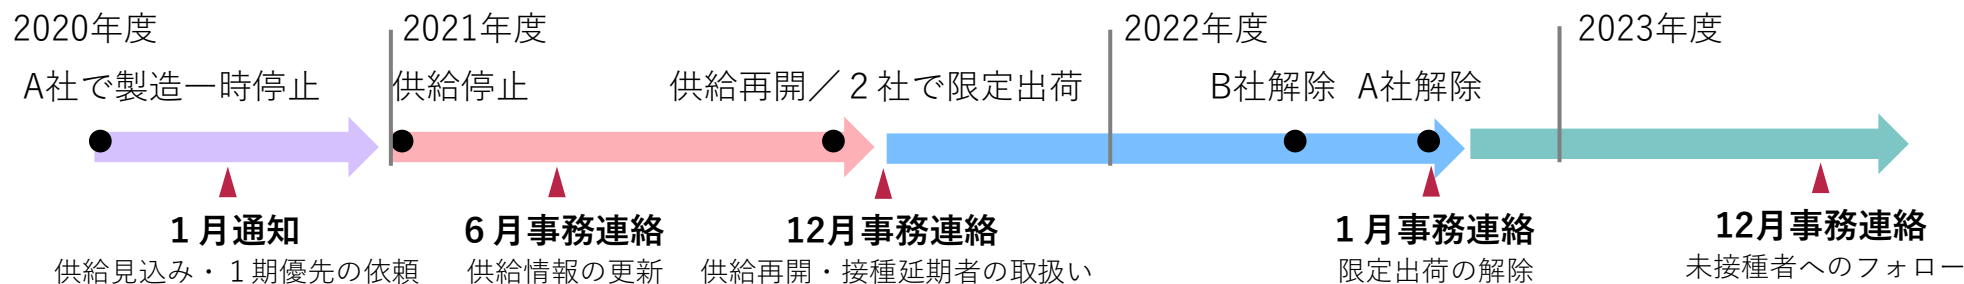 2020年度
2021年度
2022年度
2023年度
A社で製造一時停止
供給停止
供給再開／２社で限定出荷
B社解除
A社解除
１月通知
供給見込み・１期優先の依頼
６月事務連絡
供給情報の更新
12月事務連絡
供給再開・接種延期者の取扱い
１月事務連絡
限定出荷の解除
12月事務連絡
未接種者へのフォロー